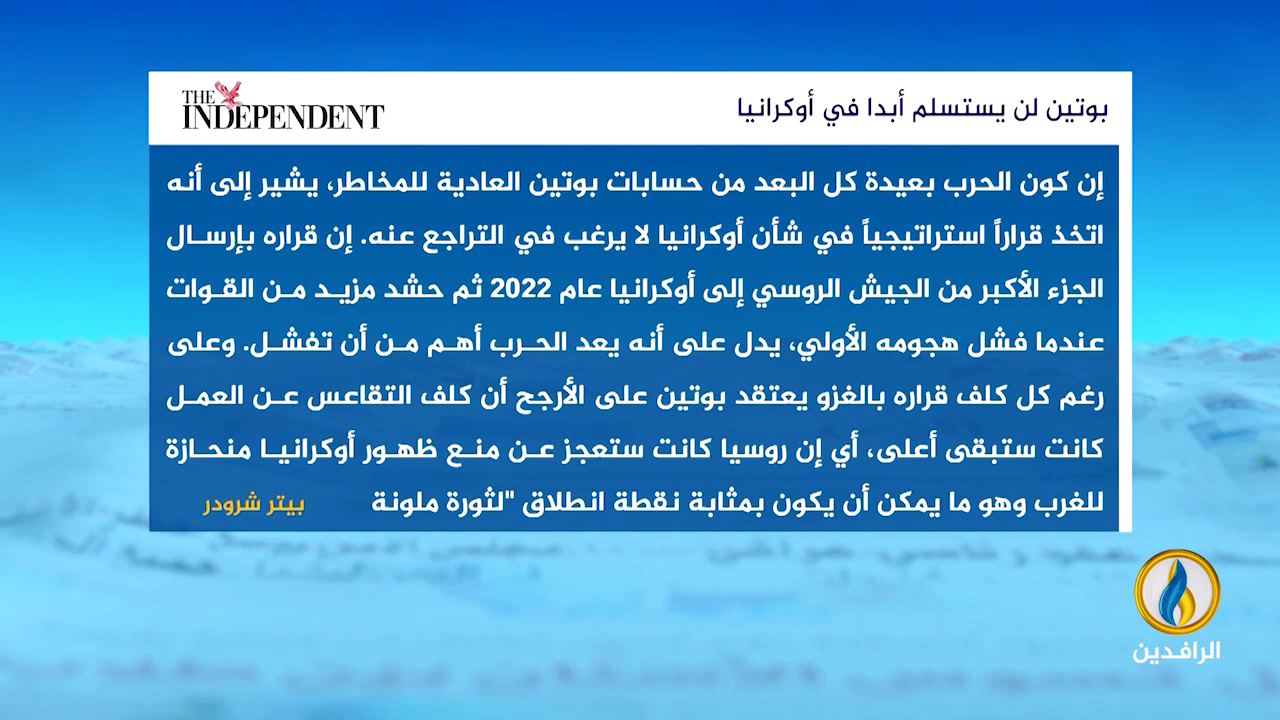 THE
INDEPENDENT
بوتين لن يستسلم أبدا في أوكرانيا
إن كون الحرب بعيدة كل البعد من حسابات بوتين العادية للمخاطر، يشير إلى أنه
اتخذ قراراً استراتيجياً في شأن أوكرانيا لا يرغب في التراجع عنه. إن قراره بإرسال
الجزء الأكبر من الجيش الروسي إلى أوكرانيا عام 2022 ثم حشد مزيد من القوات
عندما فشل هجومه الأولي، يدل على أنه يعد الحرب أهم من أن تفشل. وعلى
رغم كل كلف قراره بالغزو يعتقد بوتين على الأرجح أن كلف التقاعس عن العمل
كانت ستبقى أعلى، أي إن روسيا كانت ستعجز عن منع ظهور أوكرانيا منحازة
للغرب وهو ما يمكن أن يكون بمثابة نقطة انطلاق "لثورة ملونة
بيتر شرودر
الرافدين